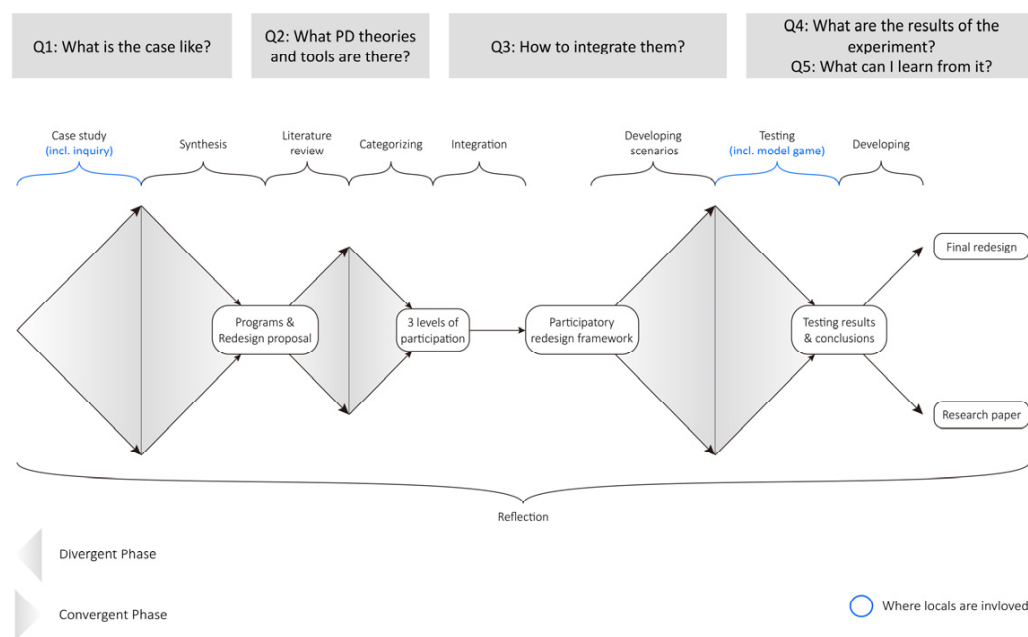 Q1: What is the case like?
Q2: What PD theories
and tools are there?
Q3: How to integrate them?
Q4: What are the results of the
experiment?
Q5: What can I learn from it?
Case study
(incl. inquiry)
Synthesis
Literature
review
Categorizing
Integration
Developing
scenarios
Testing
(incl. model game)
Developing
Programs &
Redesign proposal
3 levels of
participation
Participatory
redesign framework
Testing results
& conclusions
Final redesign
Research paper
Reflection
Divergent Phase
Convergent Phase
Where locals are invloved